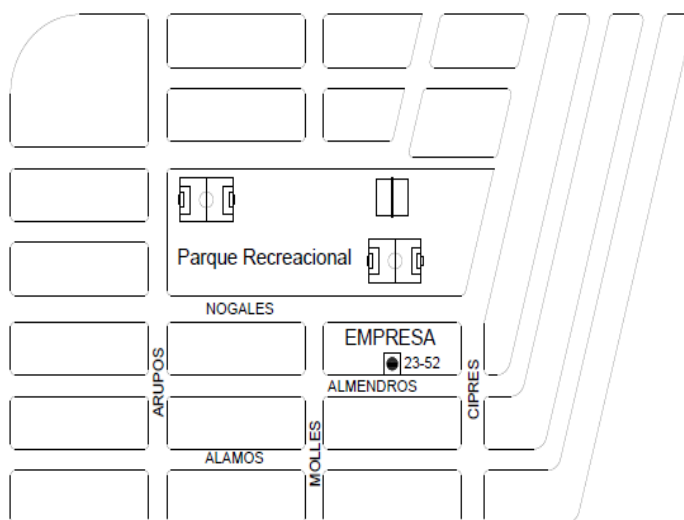 Parque Recreacional
NOGALES
EMPRESA
23-52
ALMENDROS
ARUPOS
CIPRES
MOLLES
ALAMOS